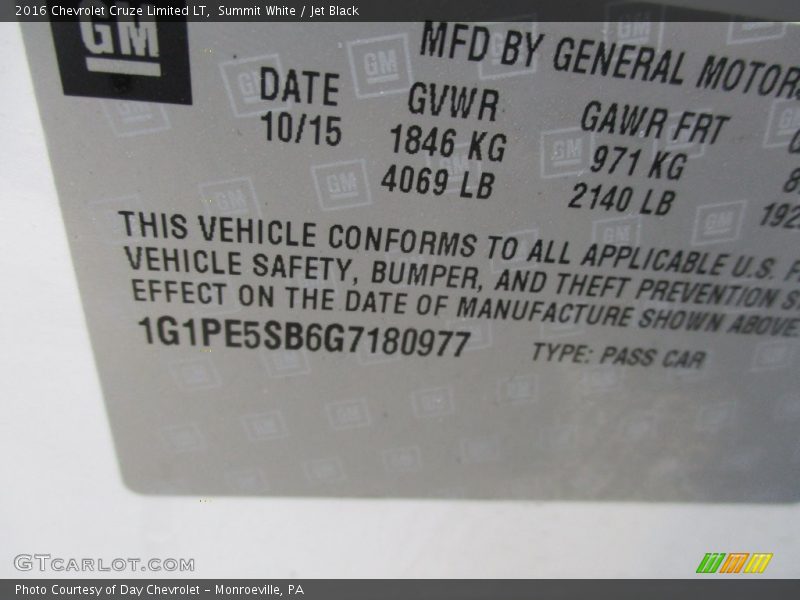 2016 Chevrolet Cruze Limited LT, Summit White / Jet Black
GM
MFD BY GENERAL MOTORS
DATE GVWR GAWR FRT
10/15 1846 KG 971 KG
4069 LB 2140 LB 192
THIS VEHICLE CONFORMS TO ALL APPLICABLE U.S. F
VEHICLE SAFETY, BUMPER, AND THEFT PREVENTION S
EFFECT ON THE DATE OF MANUFACTURE SHOWN ABOVE.
1G1PE5SB6G7180977 TYPE: PASS CAR
GTCARLOT.COM
Photo Courtesy of Day Chevrolet - Monroeville, PA